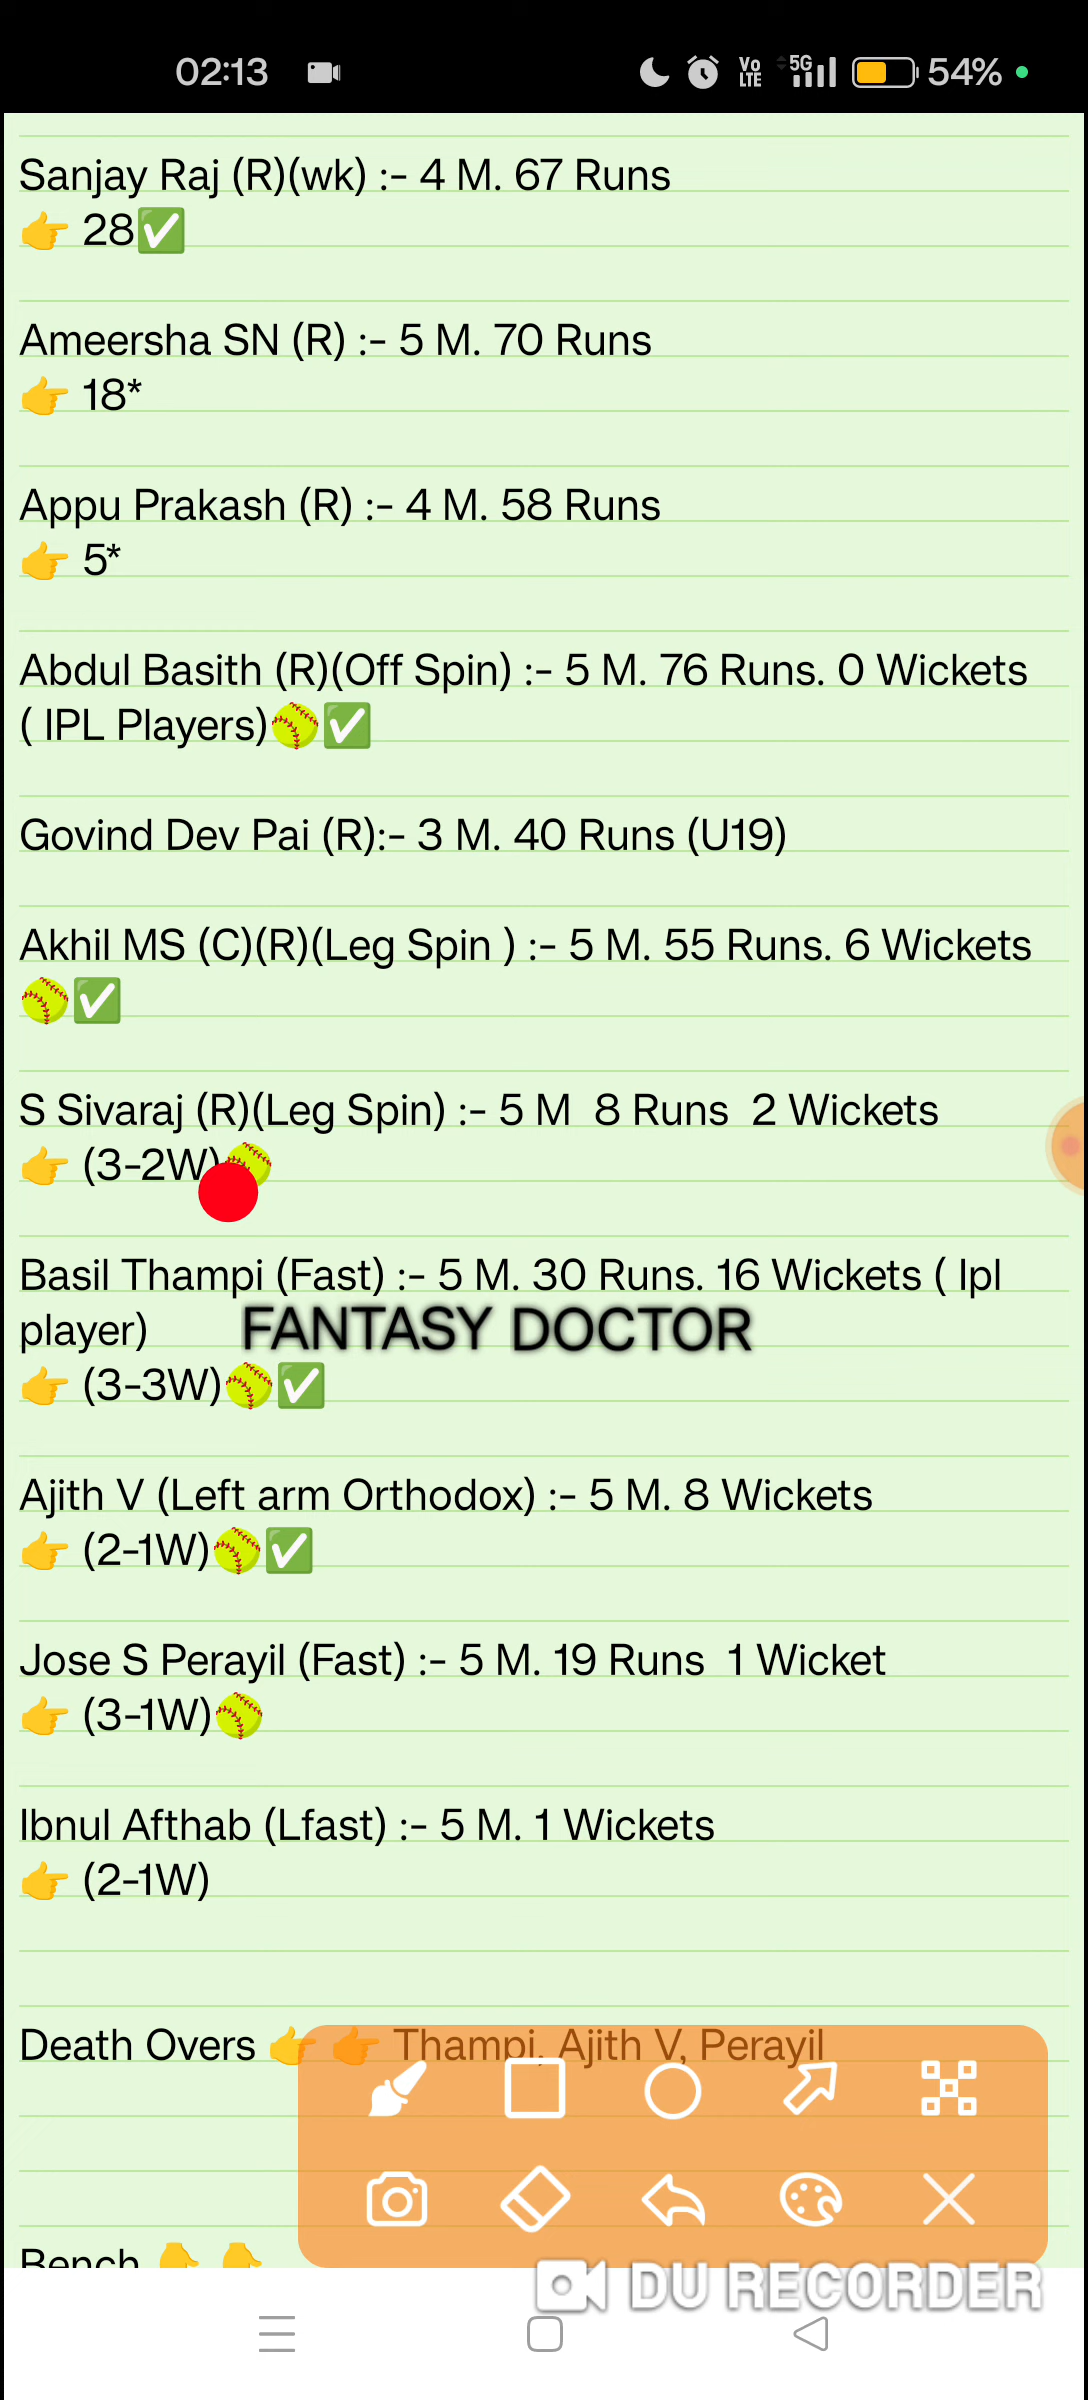 02:13 Vo LTE 5G 54%
Sanjay Raj (R)(wk) :- 4 M. 67 Runs
👉 28✅
Ameersha SN (R) :- 5 M. 70 Runs
👉 18*
Appu Prakash (R) :- 4 M. 58 Runs
👉 5*
Abdul Basith (R)(Off Spin) :- 5 M. 76 Runs. 0 Wickets
( IPL Players)🥎✅
Govind Dev Pai (R):- 3 M. 40 Runs (U19)
Akhil MS (C)(R)(Leg Spin ) :- 5 M. 55 Runs. 6 Wickets
🥎✅
S Sivaraj (R)(Leg Spin) :- 5 M  8 Runs  2 Wickets
👉 (3-2W)🥎
Basil Thampi (Fast) :- 5 M. 30 Runs. 16 Wickets ( Ipl
player)
FANTASY DOCTOR
👉 (3-3W)🥎✅
Ajith V (Left arm Orthodox) :- 5 M. 8 Wickets
👉 (2-1W)🥎✅
Jose S Perayil (Fast) :- 5 M. 19 Runs  1 Wicket
👉 (3-1W)🥎
Ibnul Afthab (Lfast) :- 5 M. 1 Wickets
👉 (2-1W)
Death Overs 👉 👉 Thampi, Ajith V, Perayil
Bench 👇 👇
DU RECORDER